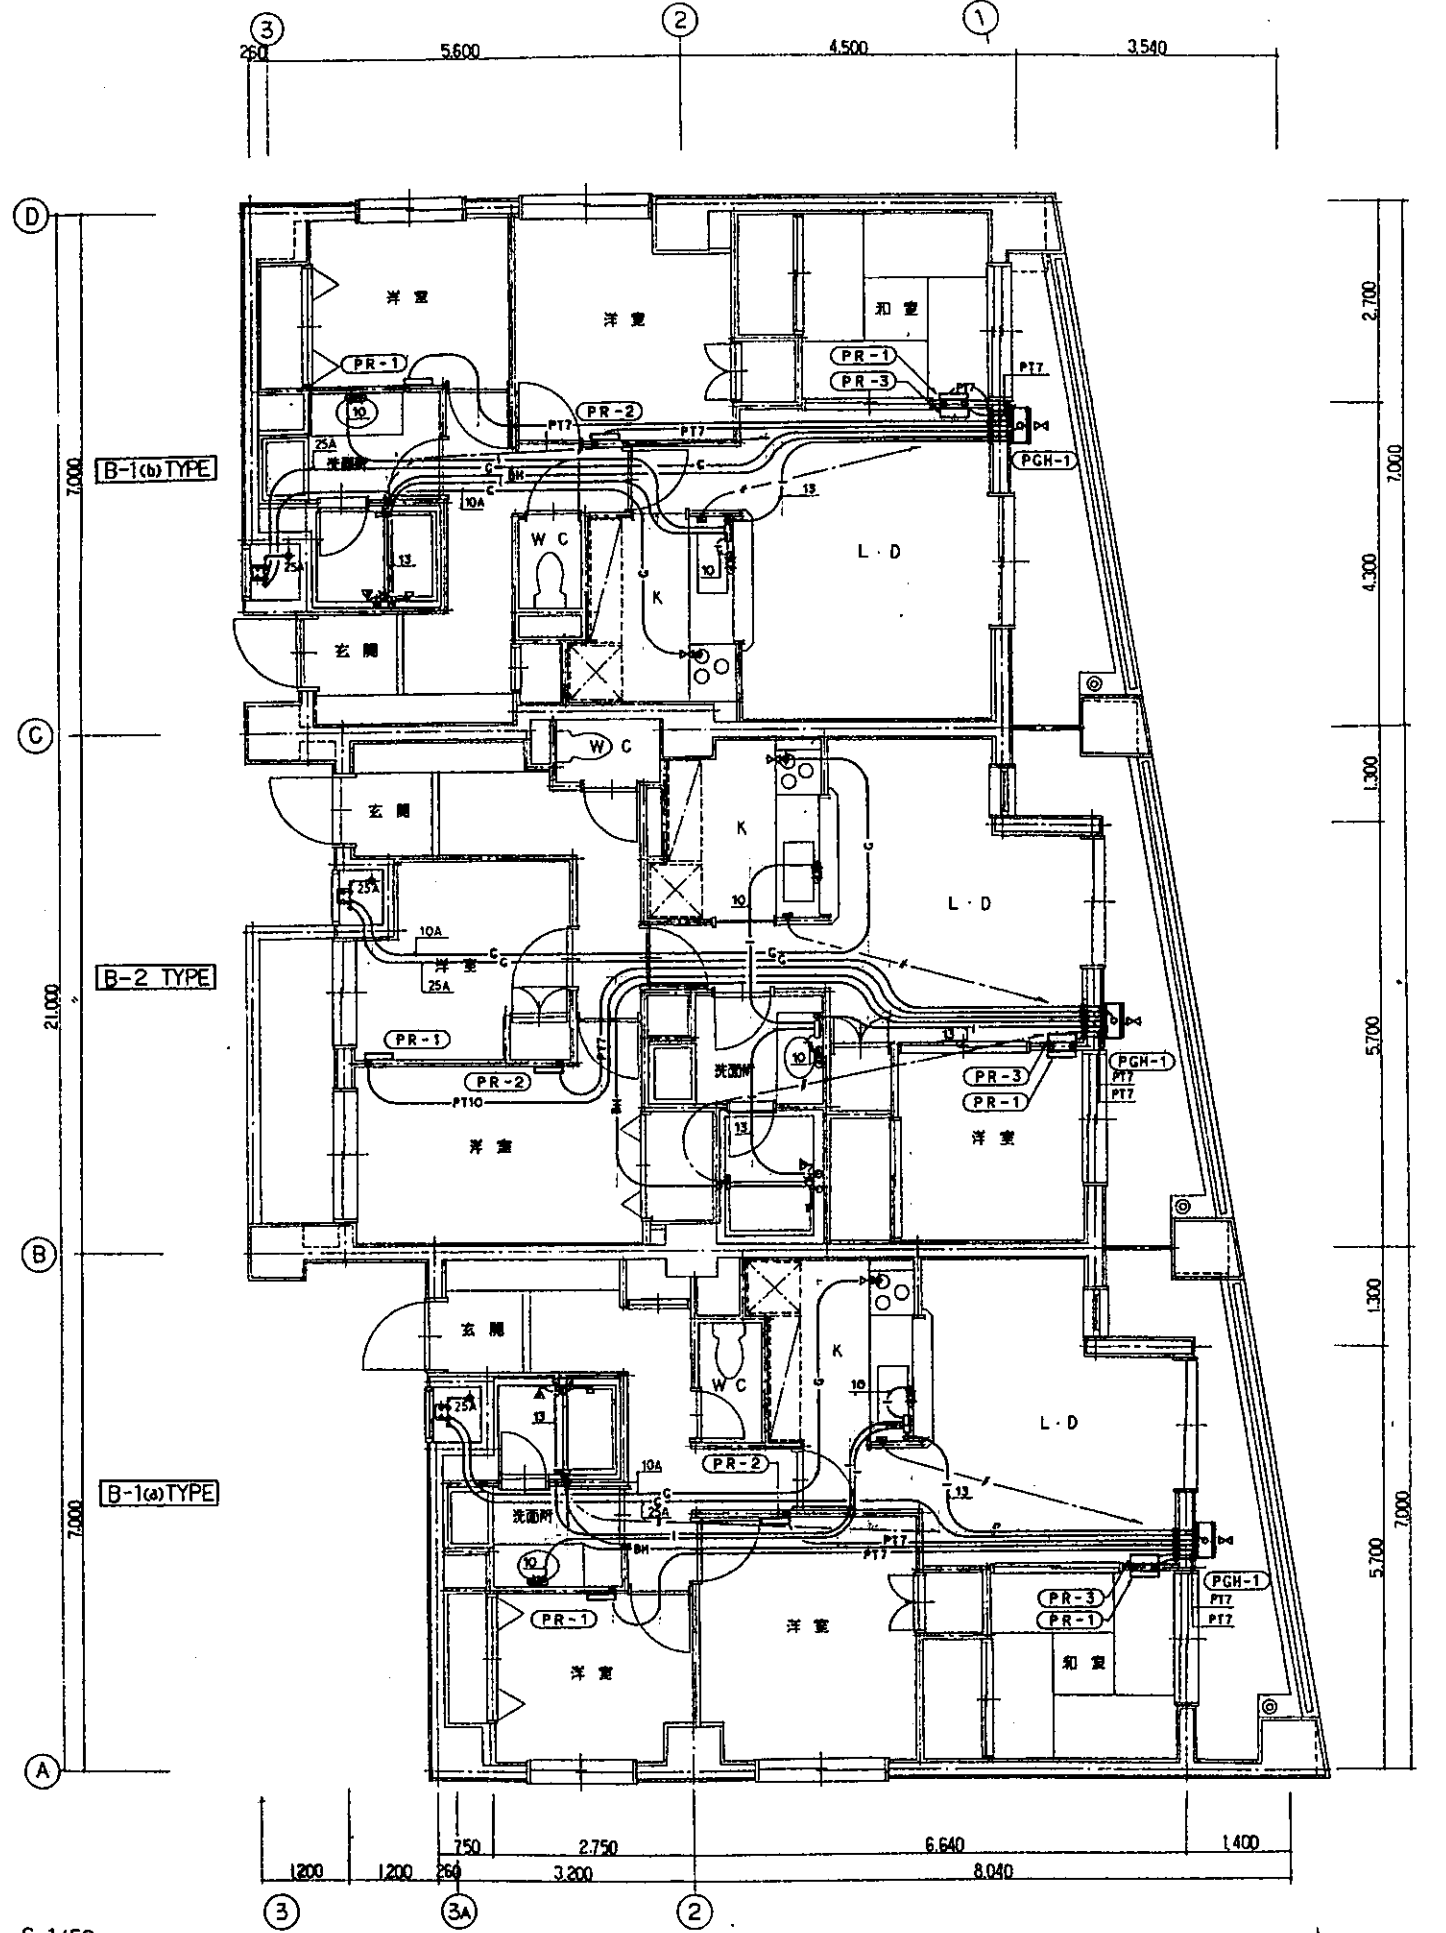 3
2
1
260
5.600
4.500
3.540
D
洋 室
洋 室
和 室
2.700
PR-1
PR-1
PR-3
PT7
PT7
10
PR-2
PT7
PT7
25A
洗面所
G
G
BH
G
10A
13
PGH-1
B-1(b) TYPE
7.000
7.000
W C
10
L・D
25A
13
G
K
4.300
玄 関
C
W C
1.300
玄 関
K
G
25A
10
L・D
10A
G
G
G
G
洋 室
25A
B-2 TYPE
21.000
PR-1
PT7
13
PGH-1
5.700
洗面所
10
PR-2
PR-3
PT7
PT10
BH
PR-1
PT7
13
洋 室
洋 室
B
1.300
玄 関
K
G
W C
10
25A
13
L・D
10A
PR-2
G
G
25A
13
B-1(a) TYPE
洗面所
7.000
7.000
BH
PT7
PT7
10
5.700
PGH-1
PR-3
PT7
PR-1
PR-1
PT7
洋 室
洋 室
和 室
A
750
2.750
6.640
1.400
1.200
1.200
260
3.200
8.040
3
3A
2